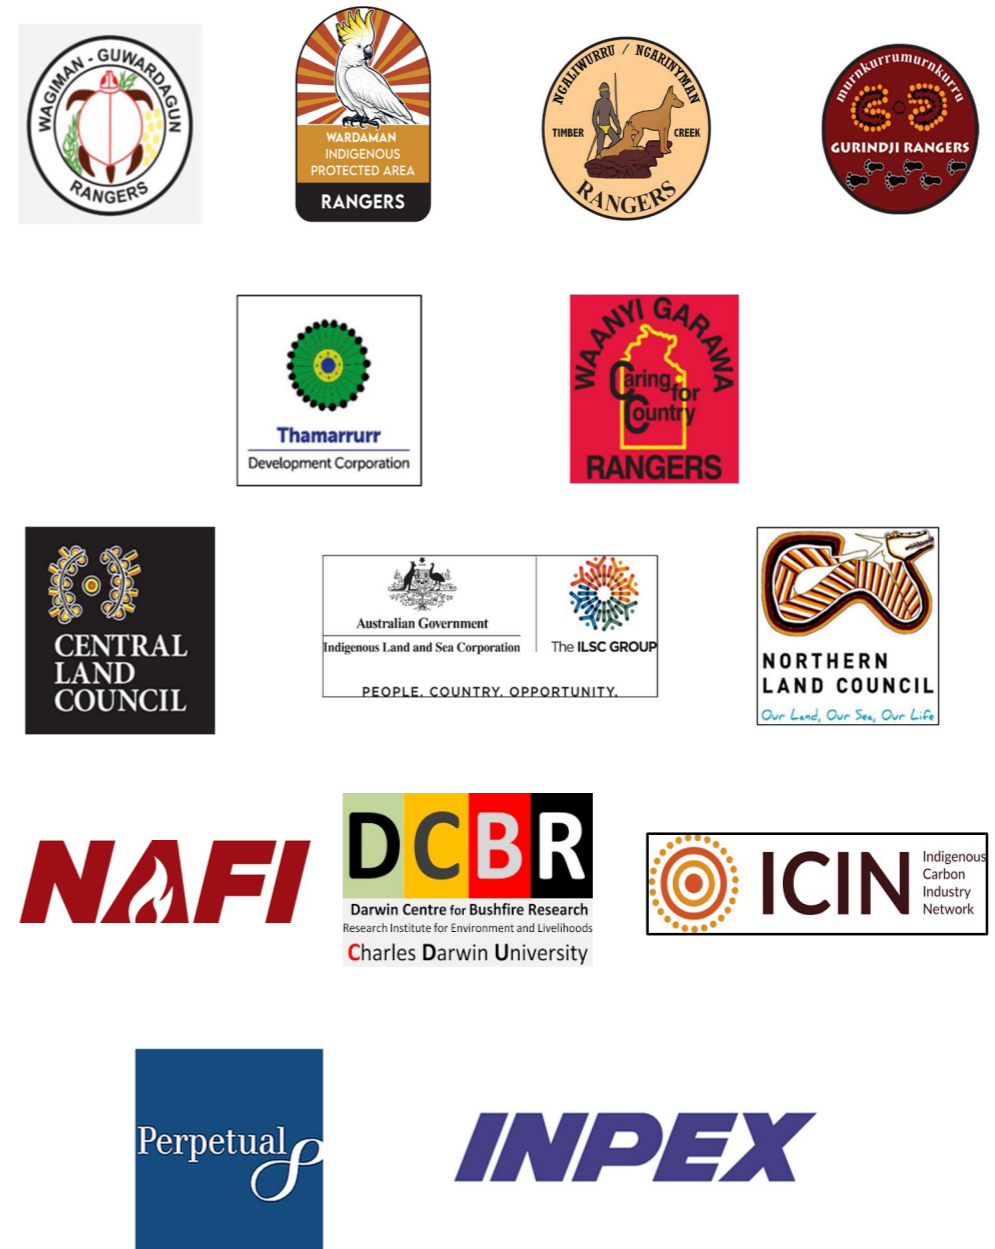 WAGIMAN - GUWARDAGUN
RANGERS
WARDAMAN
INDIGENOUS
PROTECTED AREA
RANGERS
NGALIWURRU / NGARINYMAN
TIMBER CREEK
RANGERS
murnkurrumurnkurru
GURINDJI RANGERS
Thamarrurr
Development Corporation
WAANYI GARAWA
Caring
for
Country
RANGERS
CENTRAL
LAND
COUNCIL
Australian Government
Indigenous Land and Sea Corporation
The ILSC GROUP
PEOPLE. COUNTRY. OPPORTUNITY.
NORTHERN
LAND COUNCIL
Our Land, Our Sea, Our Life
NAFI
DCBR
Darwin Centre for Bushfire Research
Research Institute for Environment and Livelihoods
Charles Darwin University
ICIN
Indigenous
Carbon
Industry
Network
Perpetual
INPEX